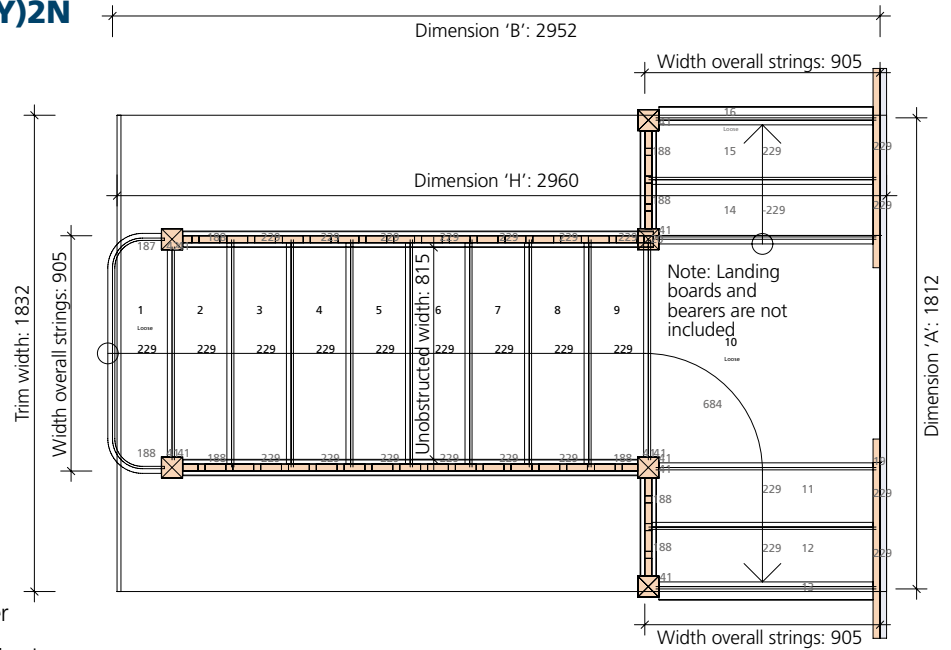 Y)2N
Dimension ‘B’: 2952
Width overall strings: 905
16
Loose
188 15 229 229
Dimension ‘H’: 2960
188 14 -229 229
41
187 188 229 229 229 229 229 229 229
Trim width: 1832
Width overall strings: 905
Unobstructed width: 815
Dimension ‘A’: 1812
Note: Landing
boards and
bearers are not
included
1 2 3 4 5 6 7 8 9
Loose
10
Loose
229 229 229 229 229 229 229 229 229
684
188 41 188 229 229 229 229 229 229 188 41
41
188 229 11 229
188 229 12 229
41
er
Width overall strings: 905